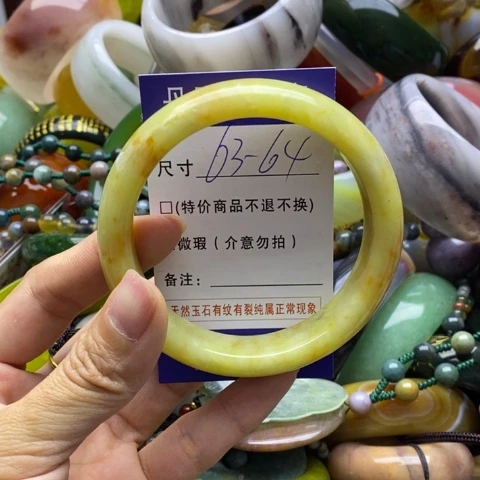 尺寸 63-64
□(特价商品不退不换)
微瑕(介意勿拍)
备注:
天然玉石有纹有裂纯属正常现象